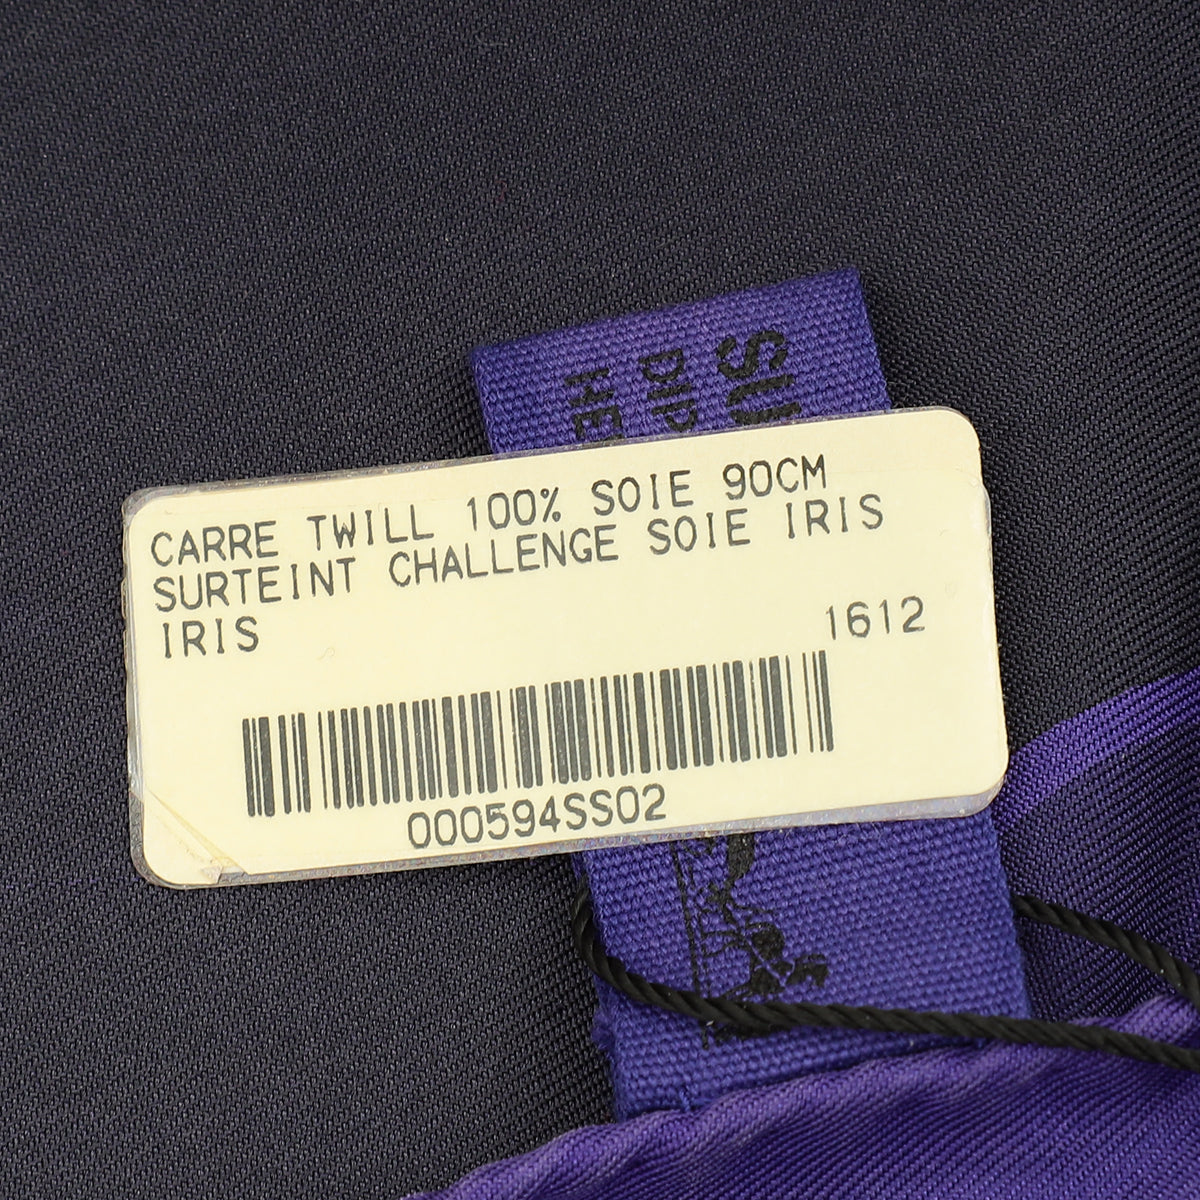 CARRE TWILL 100% SOIE 90CM
SURTEINT CHALLENGE SOIE IRIS
IRIS 1612
000594SS02